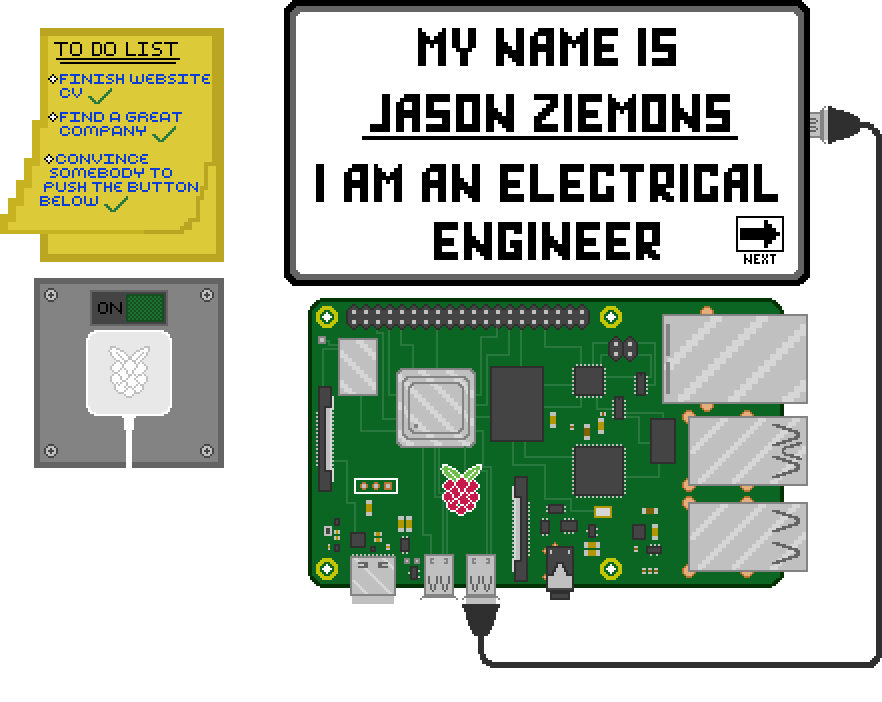 TO DO LIST
FINISH WEBSITE
CV
FIND A GREAT
COMPANY
CONVINCE
SOMEBODY TO
PUSH THE BUTTON
BELOW
ON
MY NAME IS
JASON ZIEMONS
I AM AN ELECTRICAL
ENGINEER
NEXT